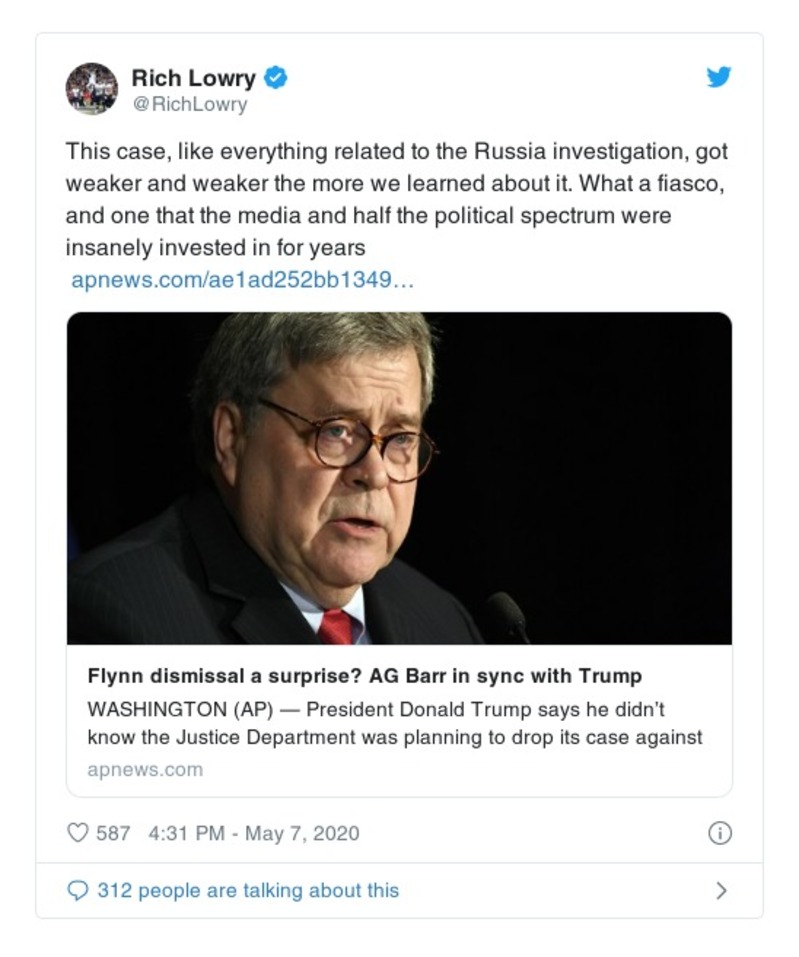 Rich Lowry
@RichLowry
This case, like everything related to the Russia investigation, got
weaker and weaker the more we learned about it. What a fiasco,
and one that the media and half the political spectrum were
insanely invested in for years
apnews.com/ae1ad252bb1349…
Flynn dismissal a surprise? AG Barr in sync with Trump
WASHINGTON (AP) — President Donald Trump says he didn’t
know the Justice Department was planning to drop its case against
apnews.com
587 4:31 PM - May 7, 2020
312 people are talking about this